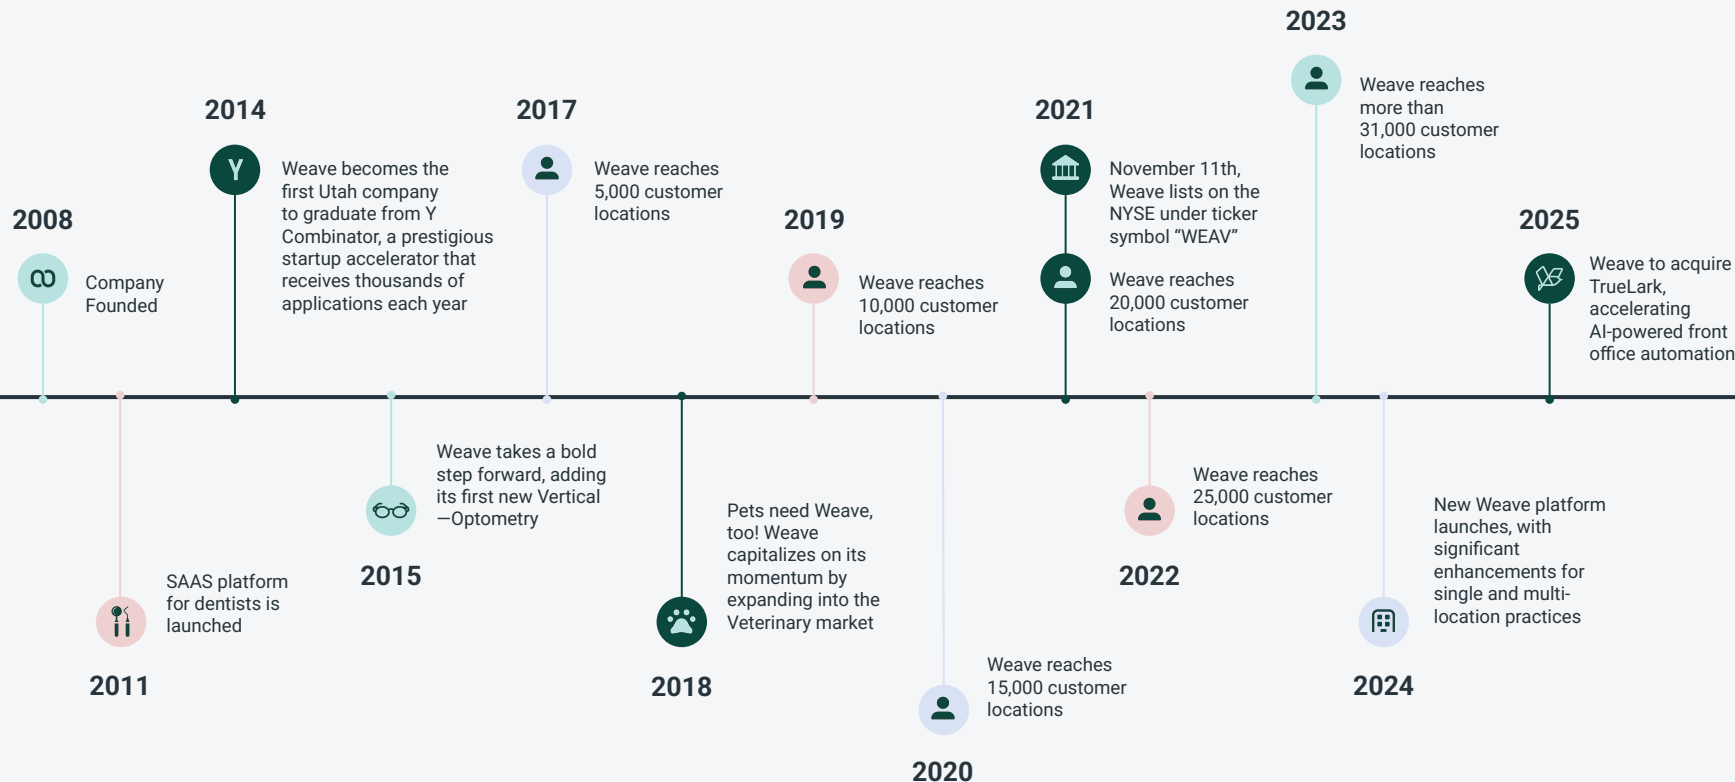 2008
Company
Founded
2011
SAAS platform
for dentists is
launched
2014
Y
Weave becomes the
first Utah company
to graduate from Y
Combinator, a prestigious
startup accelerator that
receives thousands of
applications each year
2015
Weave takes a bold
step forward, adding
its first new Vertical
—Optometry
2017
Weave reaches
5,000 customer
locations
2018
Pets need Weave,
too! Weave
capitalizes on its
momentum by
expanding into the
Veterinary market
2019
Weave reaches
10,000 customer
locations
2020
Weave reaches
15,000 customer
locations
2021
November 11th,
Weave lists on the
NYSE under ticker
symbol “WEAV”
Weave reaches
20,000 customer
locations
2022
Weave reaches
25,000 customer
locations
2023
Weave reaches
more than
31,000 customer
locations
2024
New Weave platform
launches, with
significant
enhancements for
single and multi-
location practices
2025
Weave to acquire
TrueLark,
accelerating
AI-powered front
office automation